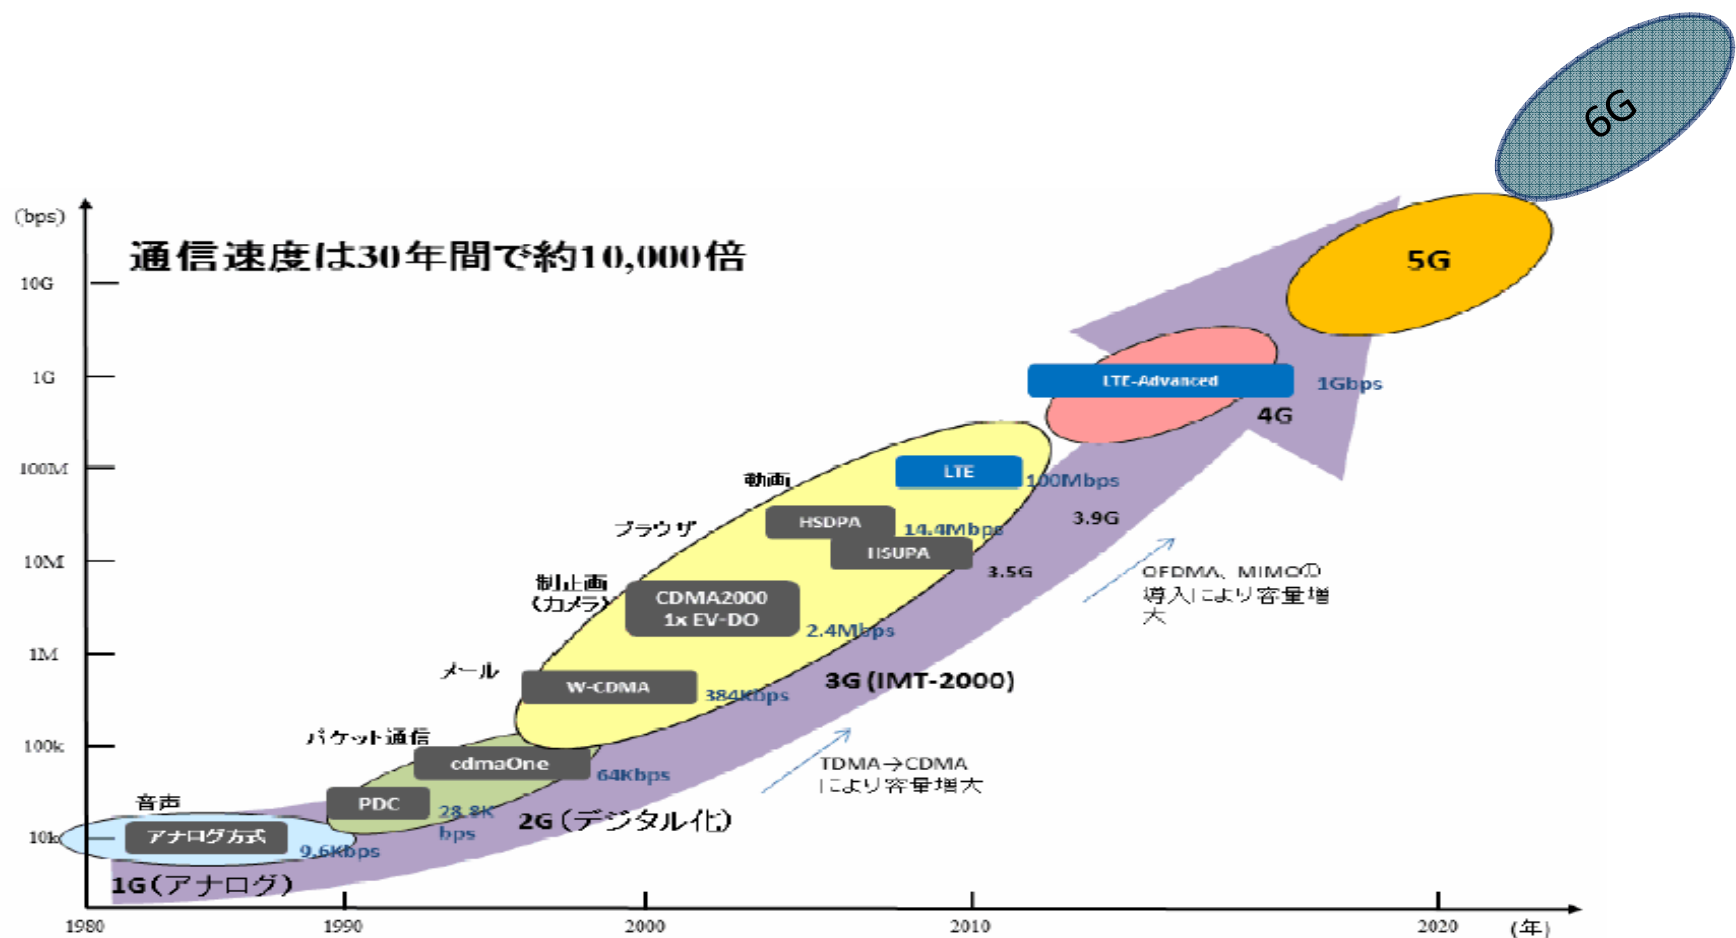 6G
(bps)
通信速度は30年間で約10,000倍
5G
10G
1G
LTE-Advanced
1Gbps
4G
100M
動画
LTE
100Mbps
ブラウザ
HSDPA
14.4Mbps
3.9G
10M
HSUPA
3.5G
OFDMA、MIMOの
導入により容量増
大
制止画
(カメラ)
CDMA2000
1x EV-DO
2.4Mbps
1M
メール
W-CDMA
384Kbps
3G(IMT-2000)
100k
パケット通信
cdmaOne
64Kbps
TDMA→CDMA
により容量増大
音声
PDC
28.8K
bps
2G(デジタル化)
10k
アナログ方式
9.6Kbps
1G(アナログ)
1980
1990
2000
2010
2020
(年)